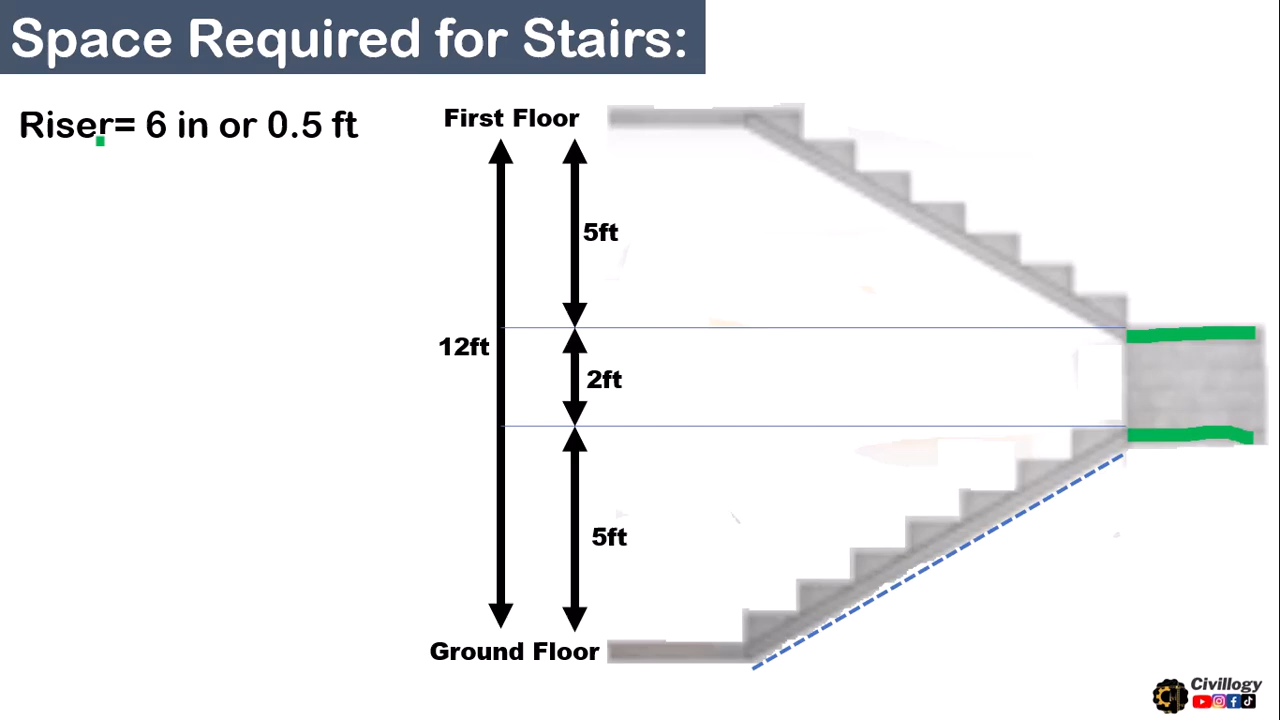 Space Required for Stairs:
Riser= 6 in or 0.5 ft
First Floor
5ft
12ft
2ft
5ft
Ground Floor
Civillogy